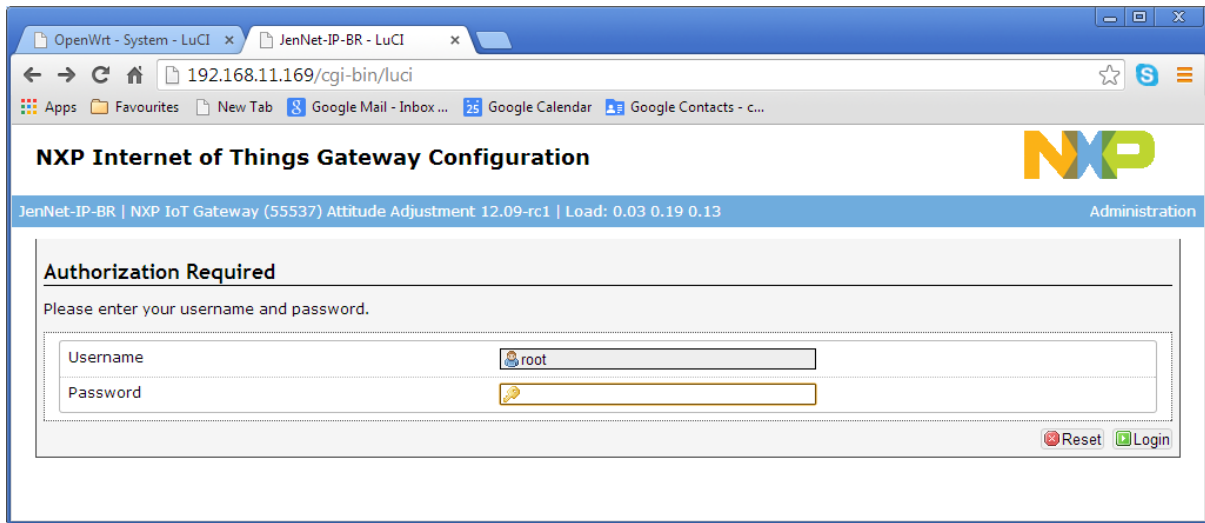 OpenWrt - System - LuCI
JenNet-IP-BR - LuCI
192.168.11.169/cgi-bin/luci
Apps Favourites New Tab Google Mail - Inbox ... Google Calendar Google Contacts - c...
NXP Internet of Things Gateway Configuration
NXP
JenNet-IP-BR | NXP IoT Gateway (55537) Attitude Adjustment 12.09-rc1 | Load: 0.03 0.19 0.13 Administration
Authorization Required
Please enter your username and password.
Username root
Password
Reset Login